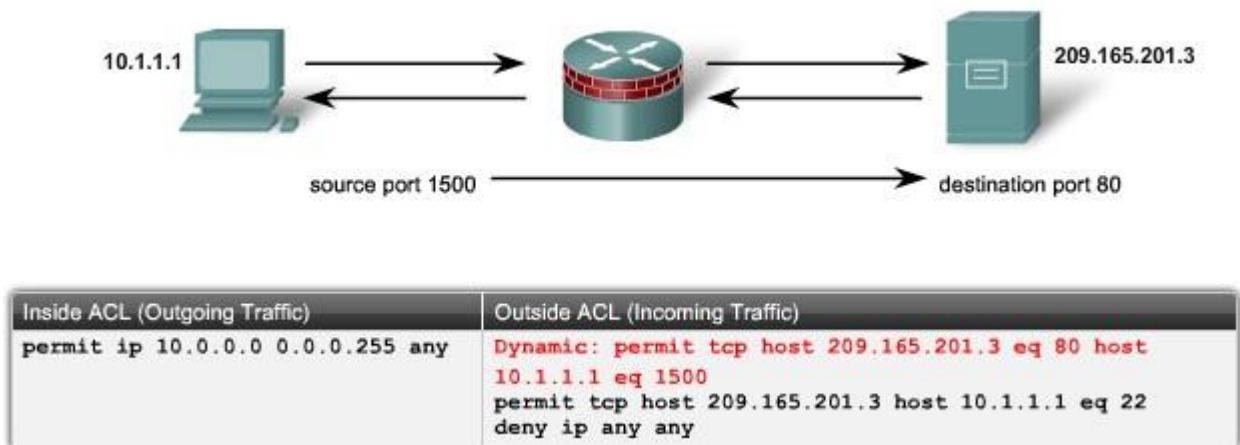 10.1.1.1
209.165.201.3
source port 1500
destination port 80
Inside ACL (Outgoing Traffic)
Outside ACL (Incoming Traffic)
permit ip 10.0.0.0 0.0.0.255 any
Dynamic: permit tcp host 209.165.201.3 eq 80 host
10.1.1.1 eq 1500
permit tcp host 209.165.201.3 host 10.1.1.1 eq 22
deny ip any any